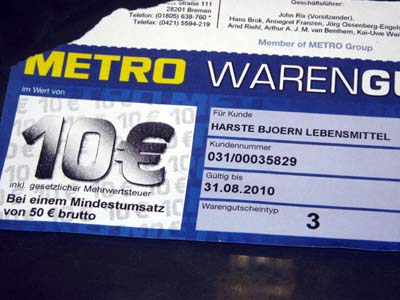 straße 111
28201 Bremen
Telefon: (01805) 638-760 *
Telefax: (0421) 5594-219
Geschäftsführer:
John Rix (Vorsitzender),
Hans Brok, Annegret Franzen, Jörg Ossenberg-Engels
Arnd Riehl, Arthur A. J. M. van Benthem, Kai-Uwe Wei
Member of METRO Group
METRO WARENGU
im Wert von
10€
inkl. gesetzlicher Mehrwertsteuer
Bei einem Mindestumsatz
von 50 € brutto
Für Kunde
HARSTE BJOERN LEBENSMITTEL
Kundennummer
031/00035829
Gültig bis
31.08.2010
Warengutscheintyp
3